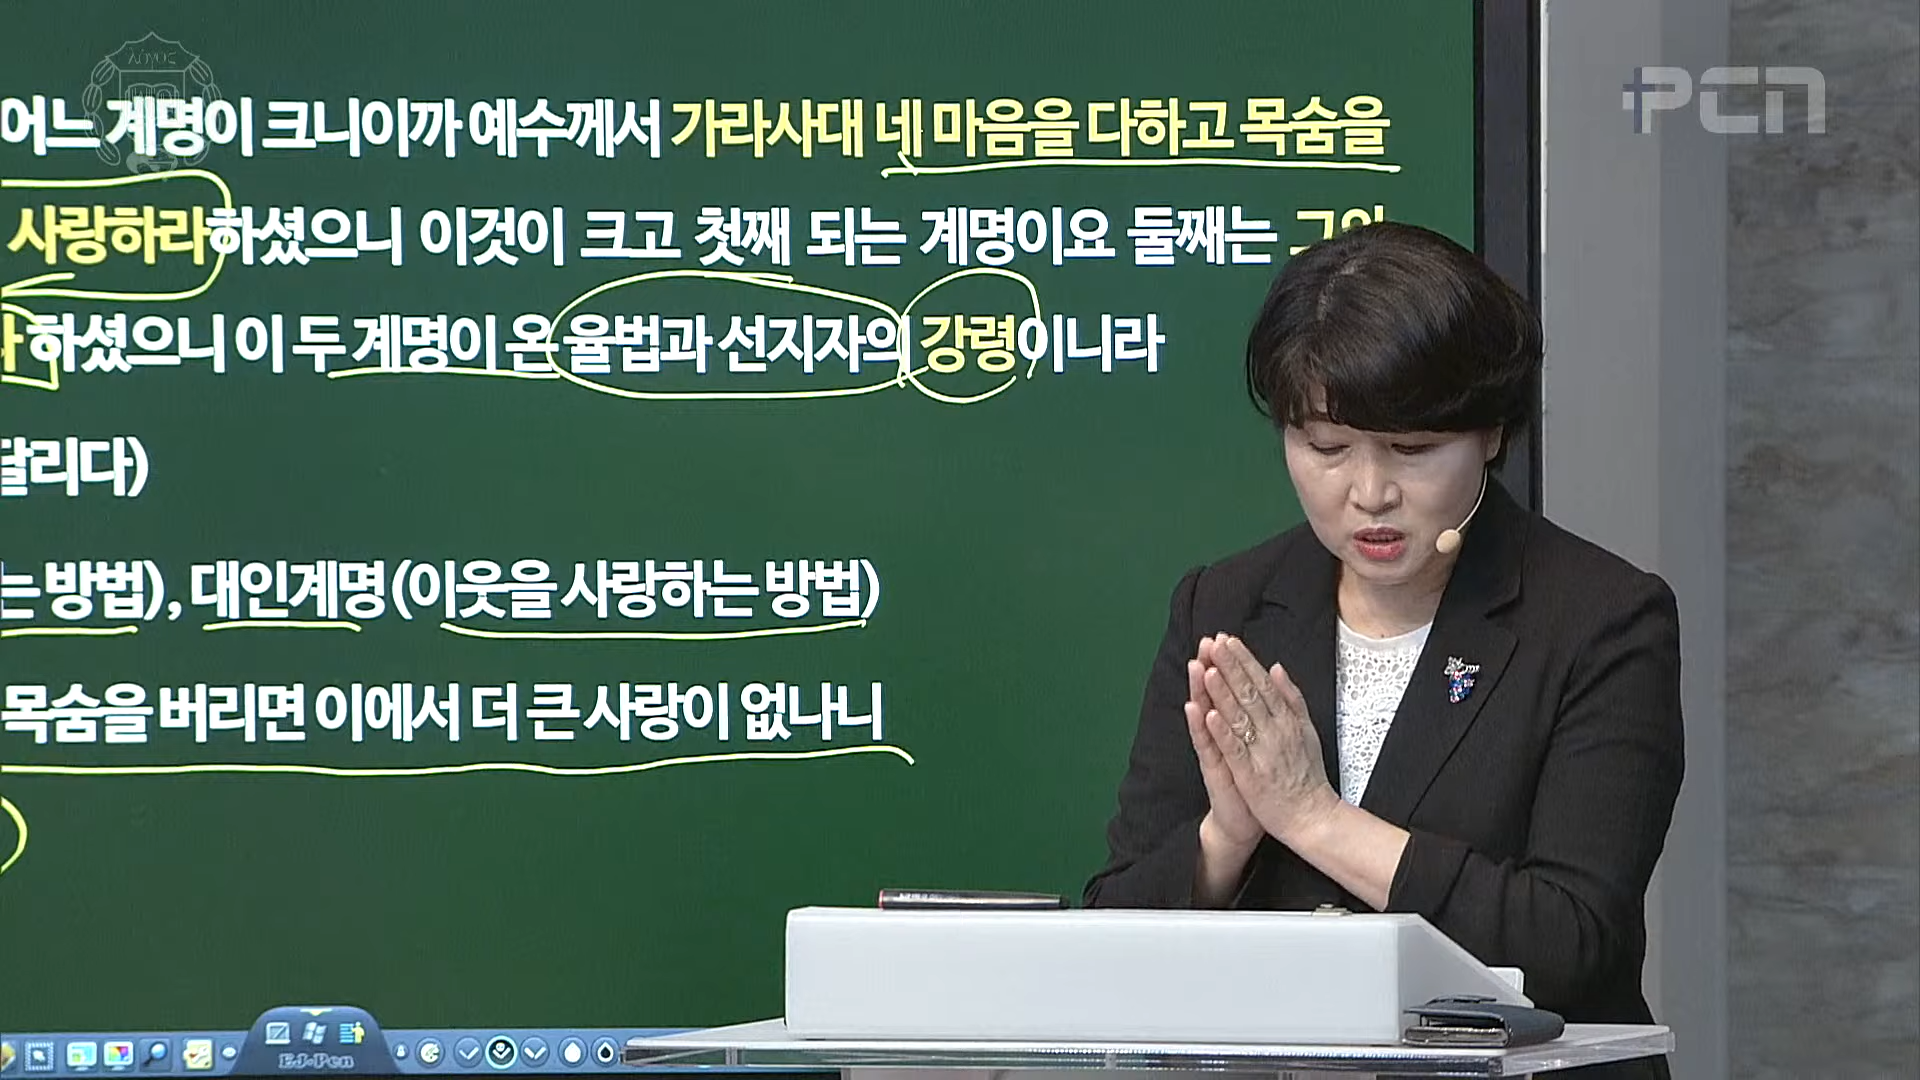 λόγος
PCN
어느 계명이 크니이까 예수께서 가라사대 네 마음을 다하고 목숨을
사랑하라 하셨으니 이것이 크고 첫째 되는 계명이요 둘째는
하셨으니 이 두 계명이 온 율법과 선지자의 강령이니라
달리다)
는 방법), 대인계명 (이웃을 사랑하는 방법)
목숨을 버리면 이에서 더 큰 사랑이 없나니
EJ-Pen